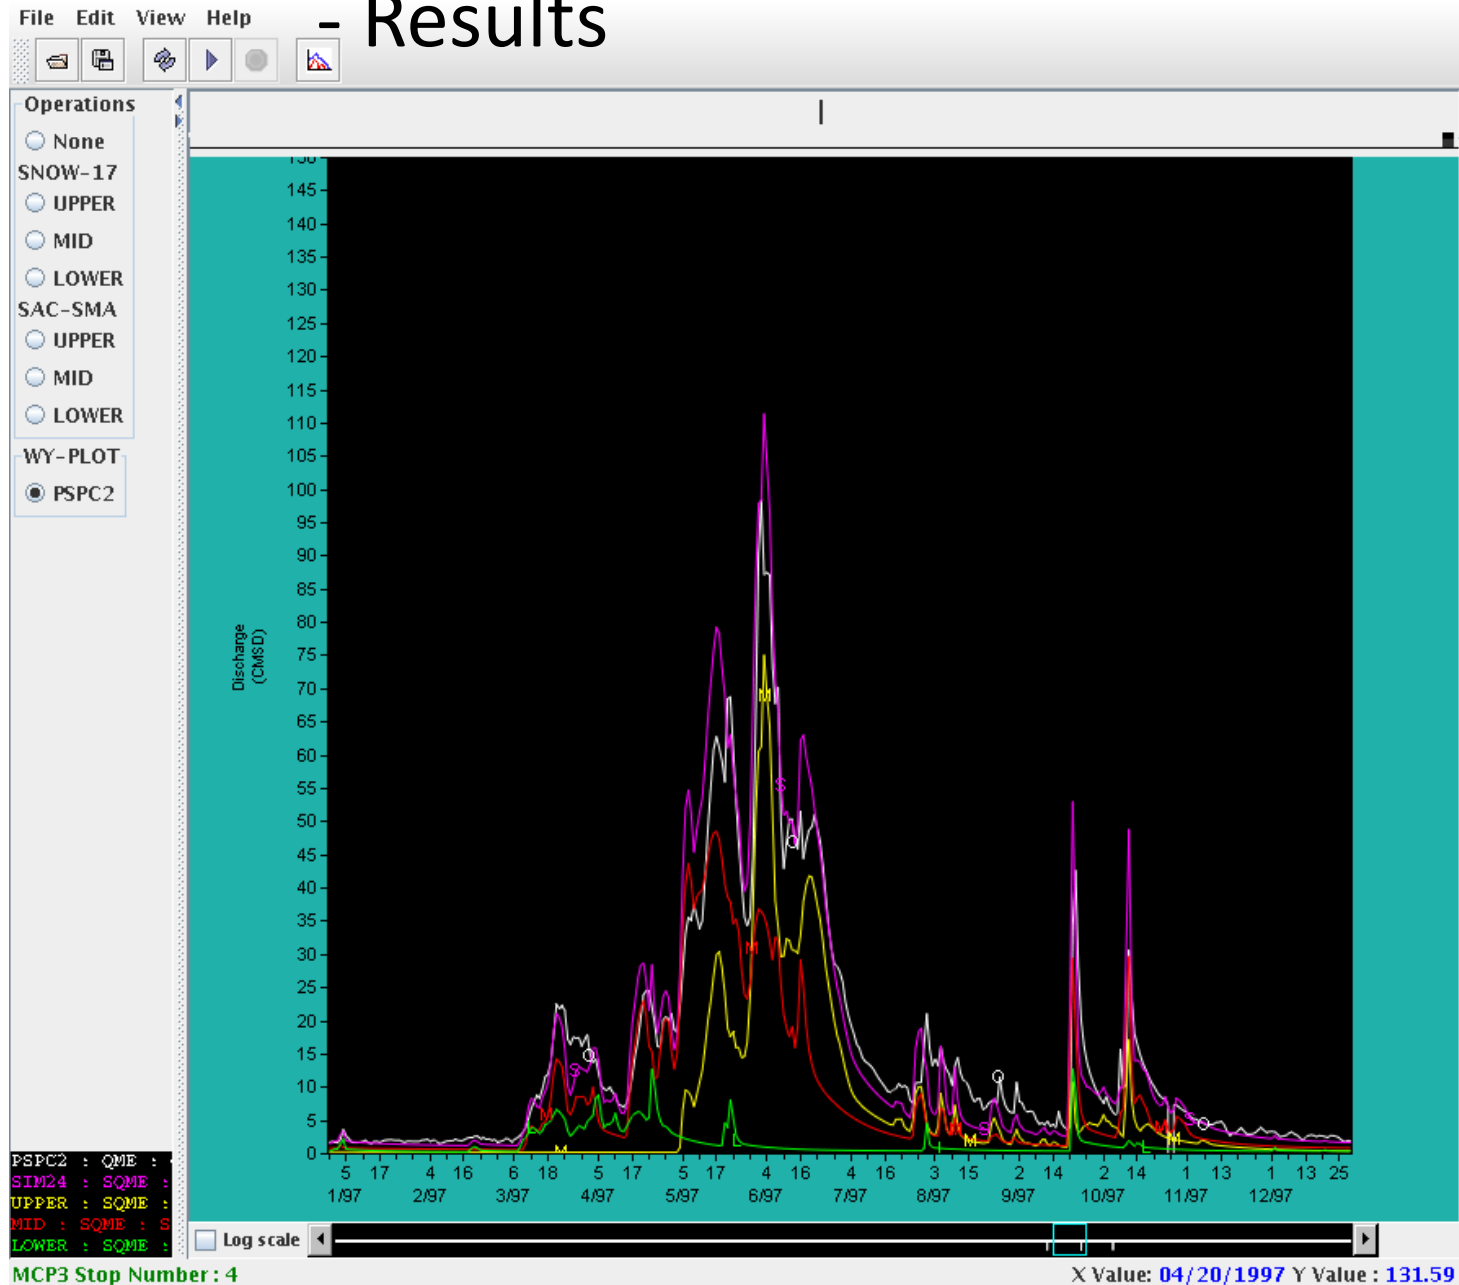 - Results
File Edit View Help
Operations
None
SNOW-17
UPPER
MID
LOWER
SAC-SMA
UPPER
MID
LOWER
WY-PLOT
PSPC2
150
145
140
135
130
125
120
115
110
105
100
95
90
85
80
75
70
65
60
55
50
45
40
35
30
25
20
15
10
5
0
Discharge
(CMSD)
M
S
O
M
O
S
M
M
O
S
M
L
L
M
O
5 17 4 16 6 18 5 17 5 17 4 16 4 16 3 15 2 14 2 14 1 13 1 13 25
1/97 2/97 3/97 4/97 5/97 6/97 7/97 8/97 9/97 10/97 11/97 12/97
PSPC2 : QME :
SIM24 : SQME :
UPPER : SQME :
MID : SQME : S
LOWER : SQME :
Log scale
MCP3 Stop Number : 4
X Value: 04/20/1997 Y Value : 131.59